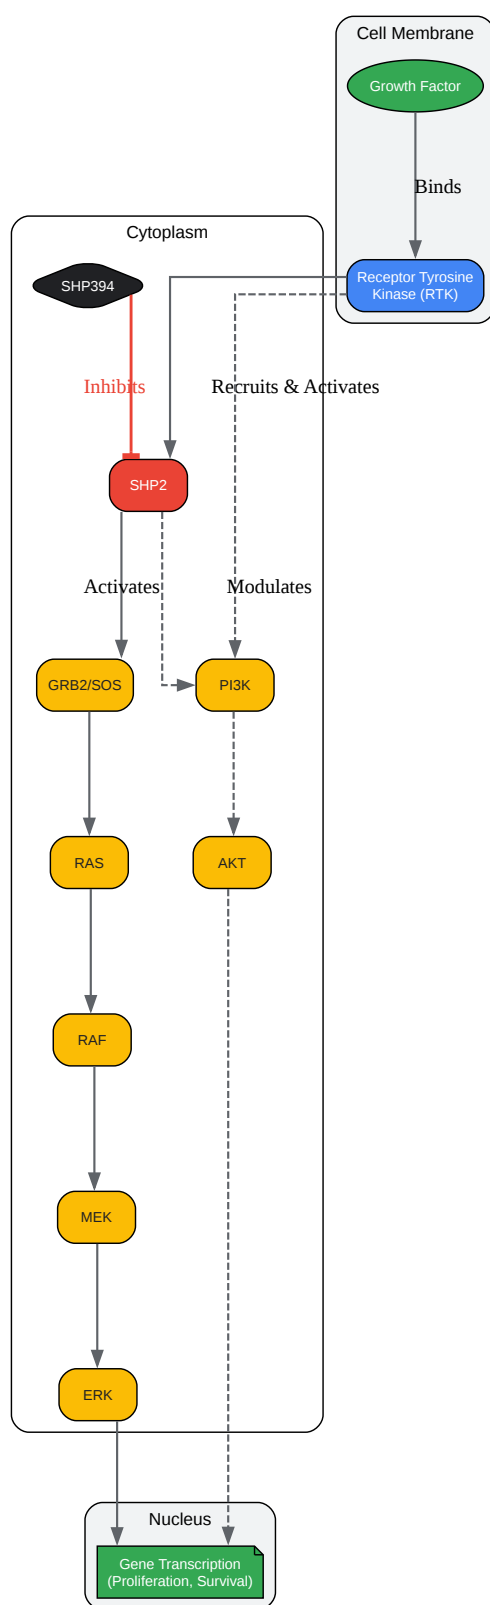 Cell Membrane
Growth Factor
Binds
Cytoplasm
Receptor Tyrosine
Kinase (RTK)
SHP394
Inhibits
Recruits & Activates
SHP2
Activates
Modulates
GRB2/SOS
PI3K
RAS
AKT
RAF
MEK
ERK
Nucleus
Gene Transcription
(Proliferation, Survival)